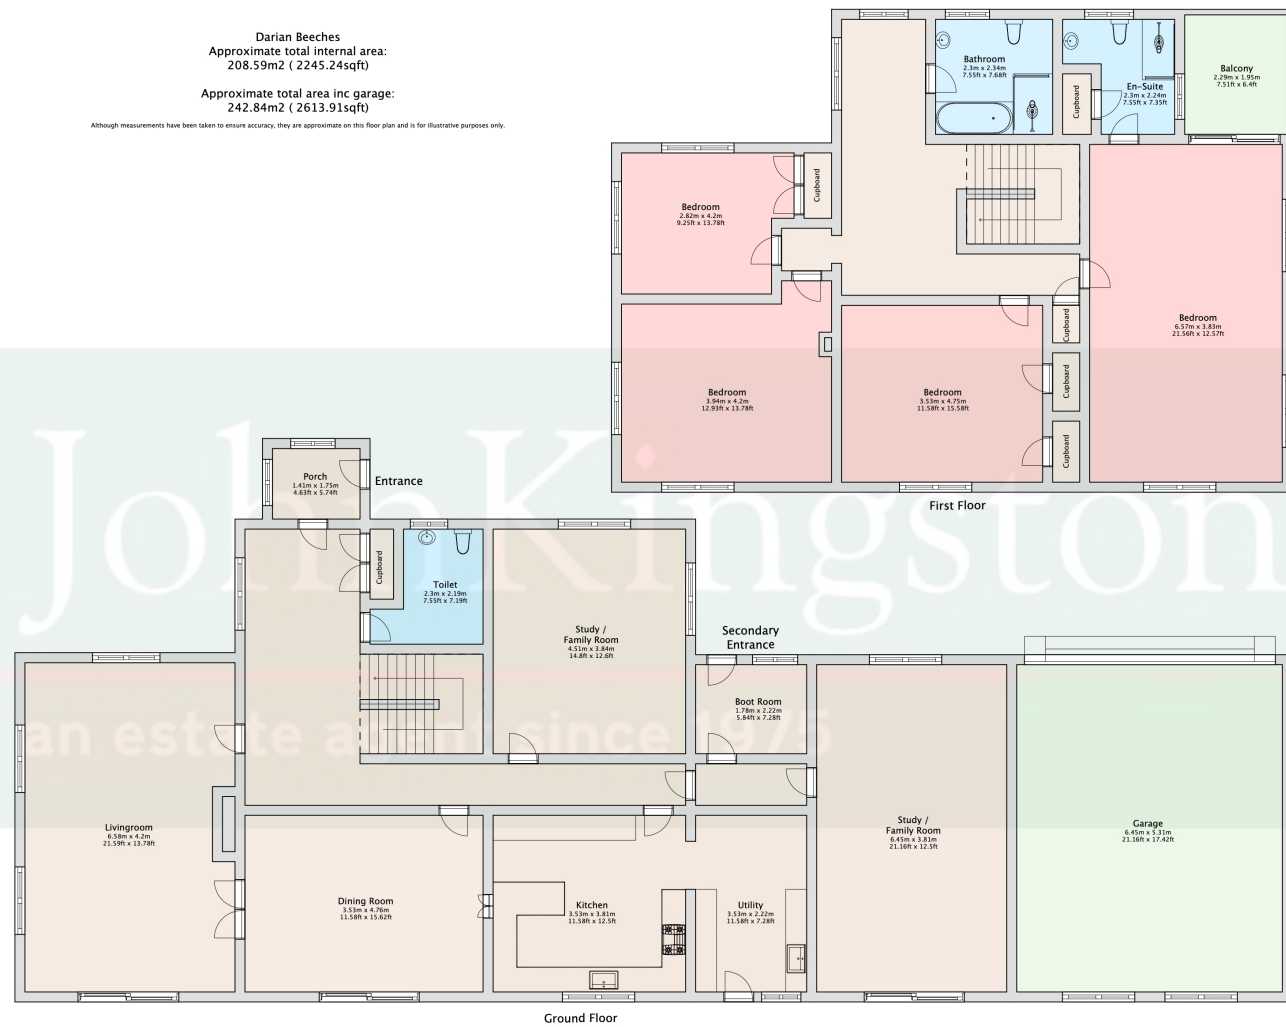 Darian Beeches
Approximate total internal area:
208.59m2 ( 2245.24sqft)
Approximate total area inc garage:
242.84m2 ( 2613.91sqft)
Although measurements have been taken to ensure accuracy, they are approximate on this floor plan and is for illustrative purposes only.
Bathroom
2.3m x 2.34m
7.55ft x 7.68ft
Cupboard
En-Suite
2.3m x 2.24m
7.55ft x 7.35ft
Balcony
2.29m x 1.95m
7.51ft x 6.4ft
Bedroom
2.82m x 4.2m
9.25ft x 13.78ft
Cupboard
Bedroom
3.94m x 4.2m
12.93ft x 13.78ft
Bedroom
3.53m x 4.75m
11.58ft x 15.58ft
Cupboard
Cupboard
Cupboard
Bedroom
6.57m x 3.83m
21.56ft x 12.57ft
First Floor
JohnKingston
an estate agent since 1975
Porch
1.41m x 1.75m
4.63ft x 5.74ft
Entrance
Cupboard
Toilet
2.3m x 2.19m
7.55ft x 7.19ft
Study /
Family Room
4.51m x 3.84m
14.8ft x 12.6ft
Secondary
Entrance
Boot Room
1.78m x 2.22m
5.84ft x 7.28ft
Livingroom
6.58m x 4.2m
21.59ft x 13.78ft
Dining Room
3.53m x 4.76m
11.58ft x 15.62ft
Kitchen
3.53m x 3.81m
11.58ft x 12.5ft
Utility
3.53m x 2.22m
11.58ft x 7.28ft
Study /
Family Room
6.45m x 3.81m
21.16ft x 12.5ft
Garage
6.45m x 5.31m
21.16ft x 17.42ft
Ground Floor